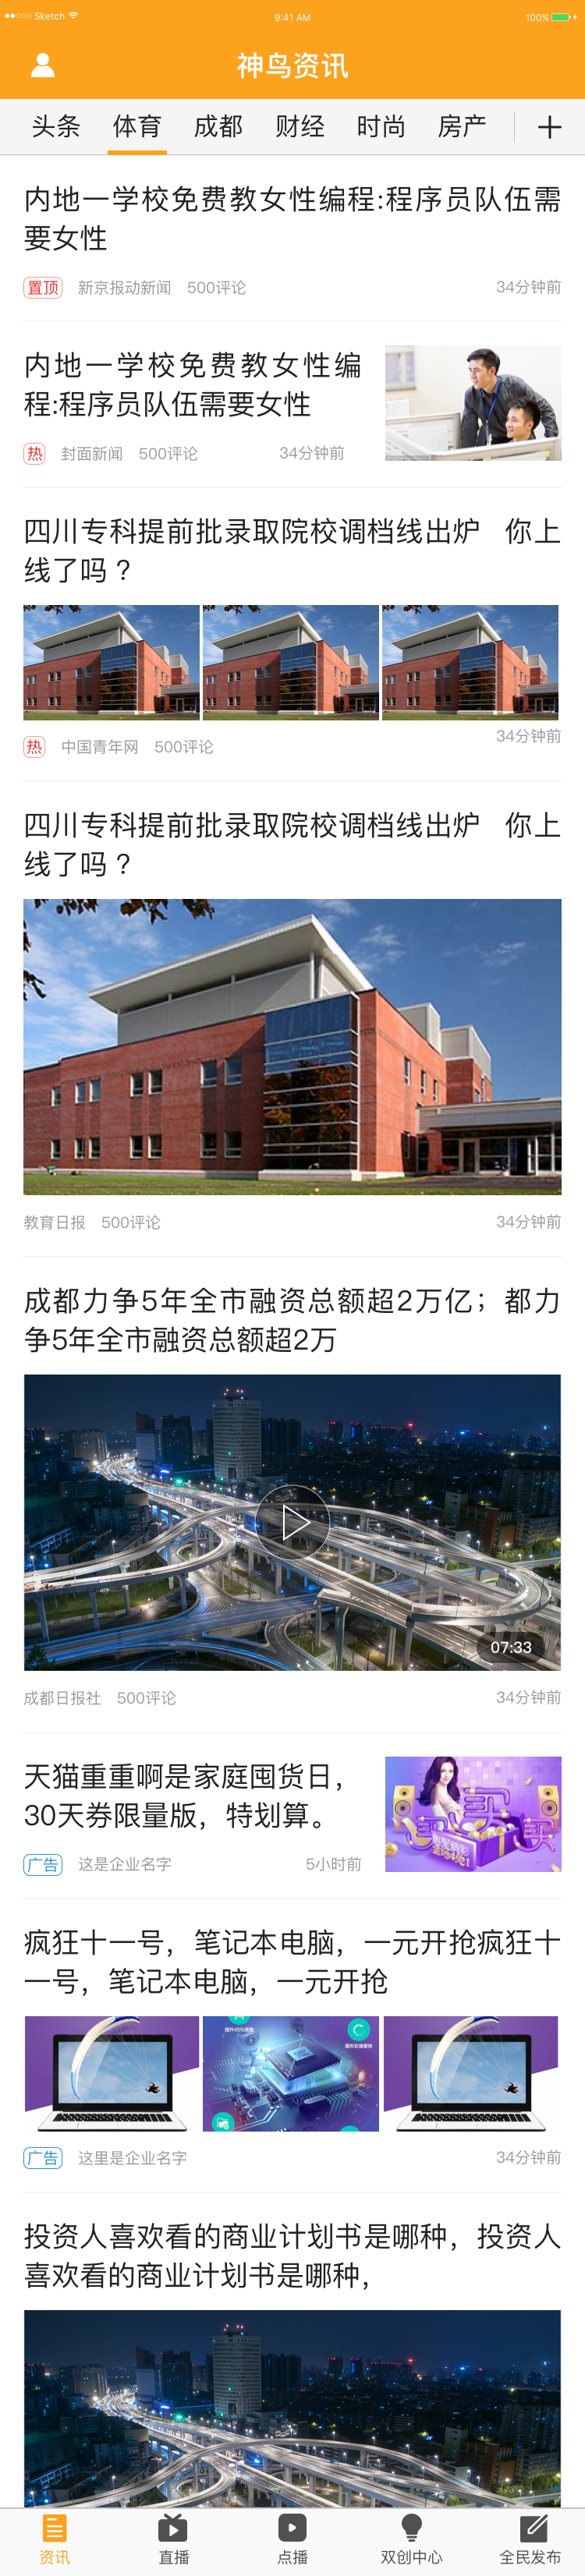 Sketch
9:41 AM
100%
神鸟资讯
头条 体育 成都 财经 时尚 房产
内地一学校免费教女性编程:程序员队伍需
要女性
置顶 新京报动新闻 500评论 34分钟前
内地一学校免费教女性编
程:程序员队伍需要女性
热 封面新闻 500评论 34分钟前
四川专科提前批录取院校调档线出炉 你上
线了吗？
34分钟前
热 中国青年网 500评论
四川专科提前批录取院校调档线出炉 你上
线了吗？
教育日报 500评论 34分钟前
成都力争5年全市融资总额超2万亿；都力
争5年全市融资总额超2万
07:33
成都日报社 500评论 34分钟前
天猫重重啊是家庭囤货日，
30天券限量版，特划算。
买 买
广告 这是企业名字 5小时前
疯狂十一号，笔记本电脑，一元开抢疯狂十
一号，笔记本电脑，一元开抢
广告 这里是企业名字 34分钟前
投资人喜欢看的商业计划书是哪种，投资人
喜欢看的商业计划书是哪种，
资讯 直播 点播 双创中心 全民发布